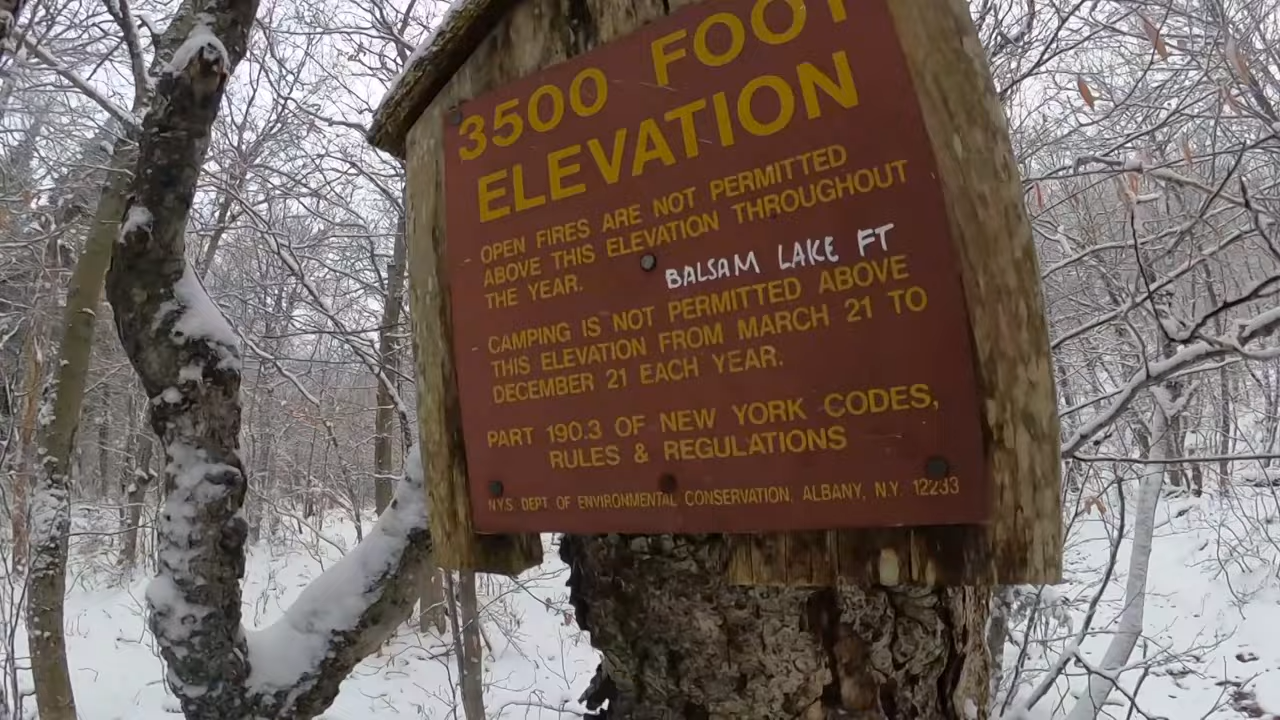 3500 FOOT
ELEVATION
- OPEN FIRES ARE NOT PERMITTED
ABOVE THIS ELEVATION THROUGHOUT
THE YEAR.
BALSAM LAKE FT
- CAMPING IS NOT PERMITTED ABOVE
THIS ELEVATION FROM MARCH 21 TO
DECEMBER 21 EACH YEAR.
PART 190.3 OF NEW YORK CODES,
RULES & REGULATIONS
N.Y.S DEPT OF ENVIRONMENTAL CONSERVATION, ALBANY, N.Y. 12233